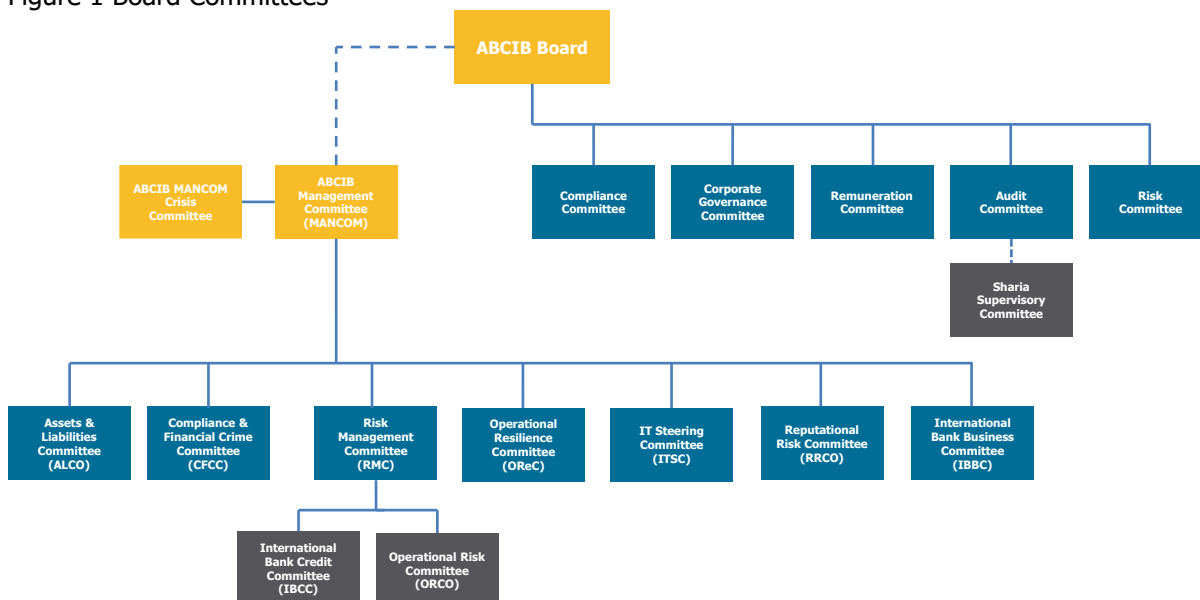 Figure 1 Board Committees
ABCIB Board
ABCIB MANCOM
Crisis
Committee
ABCIB
Management
Committee
(MANCOM)
Compliance
Committee
Corporate
Governance
Committee
Remuneration
Committee
Audit
Committee
Risk
Committee
Sharia
Supervisory
Committee
Assets &
Liabilities
Committee
(ALCO)
Compliance &
Financial Crime
Committee
(CFCC)
Risk
Management
Committee
(RMC)
Operational
Resilience
Committee
(OReC)
IT Steering
Committee
(ITSC)
Reputational
Risk Committee
(RRCO)
International
Bank Business
Committee
(IBBC)
International
Bank Credit
Committee
(IBCC)
Operational Risk
Committee
(ORCO)